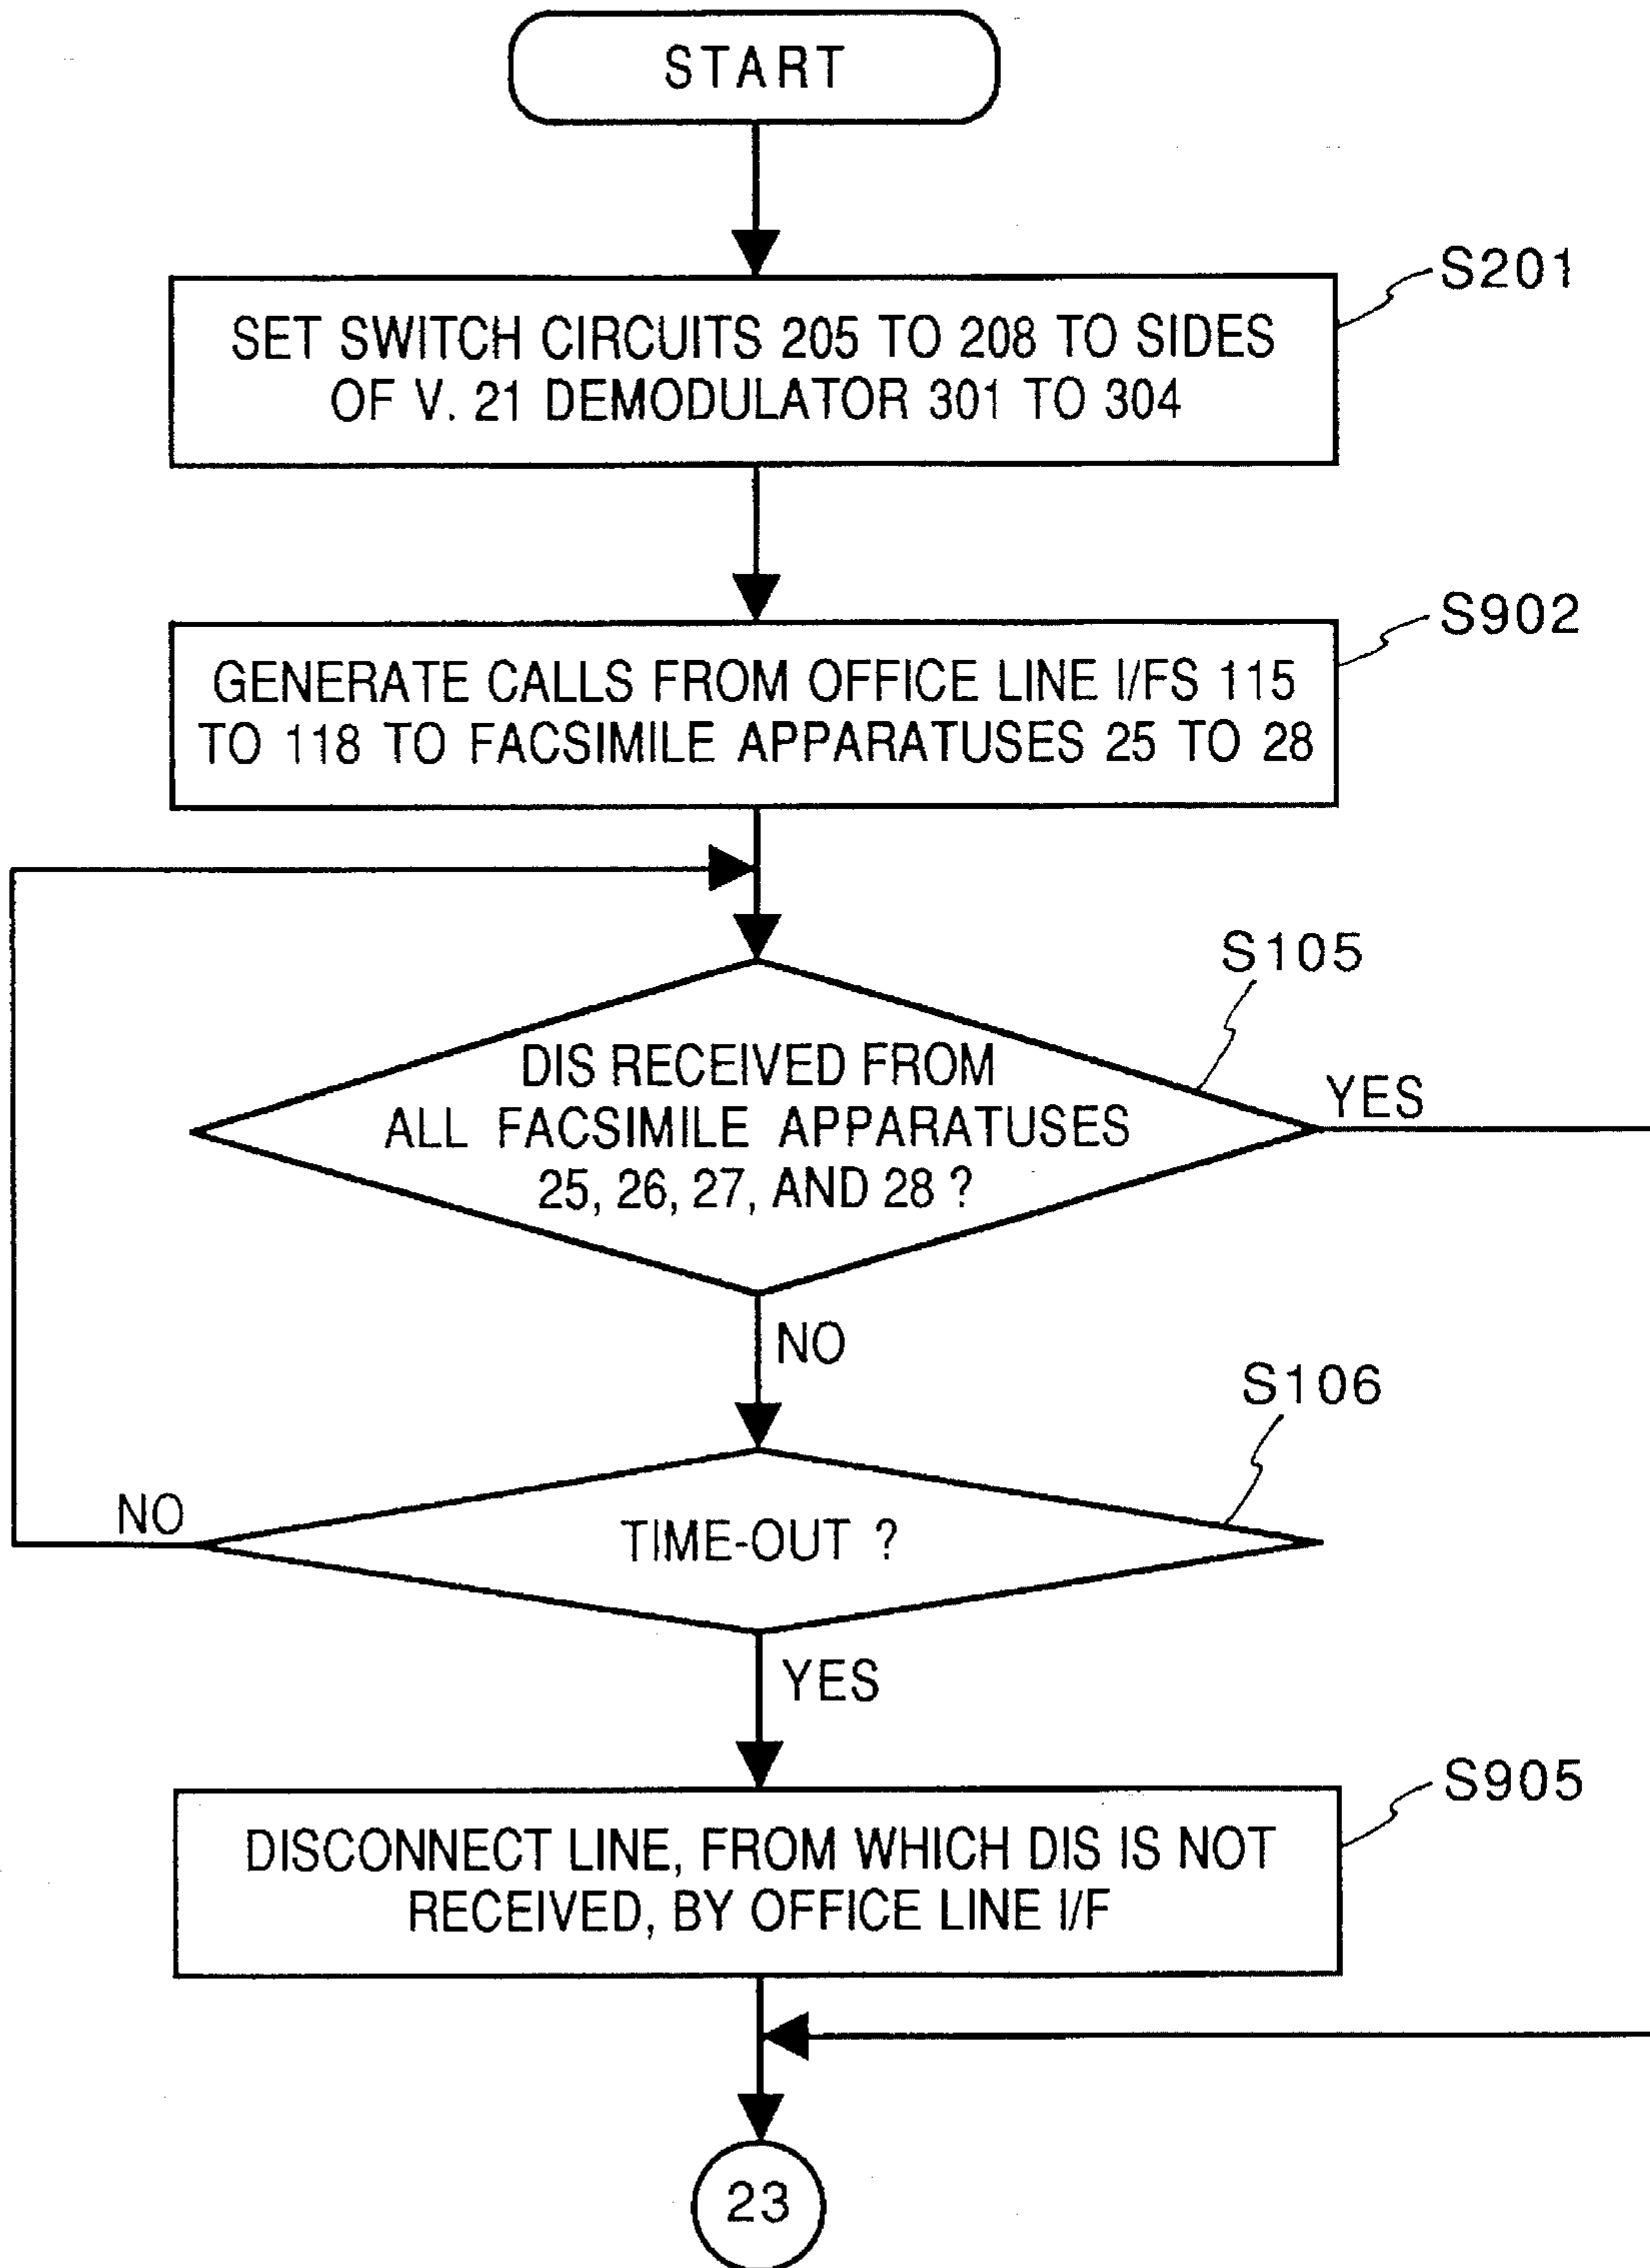 START
S201
SET SWITCH CIRCUITS 205 TO 208 TO SIDES
OF V. 21 DEMODULATOR 301 TO 304
S902
GENERATE CALLS FROM OFFICE LINE I/FS 115
TO 118 TO FACSIMILE APPARATUSES 25 TO 28
S105
DIS RECEIVED FROM
ALL FACSIMILE APPARATUSES
25, 26, 27, AND 28 ?
YES
NO
S106
TIME-OUT ?
NO
YES
S905
DISCONNECT LINE, FROM WHICH DIS IS NOT
RECEIVED, BY OFFICE LINE I/F
23